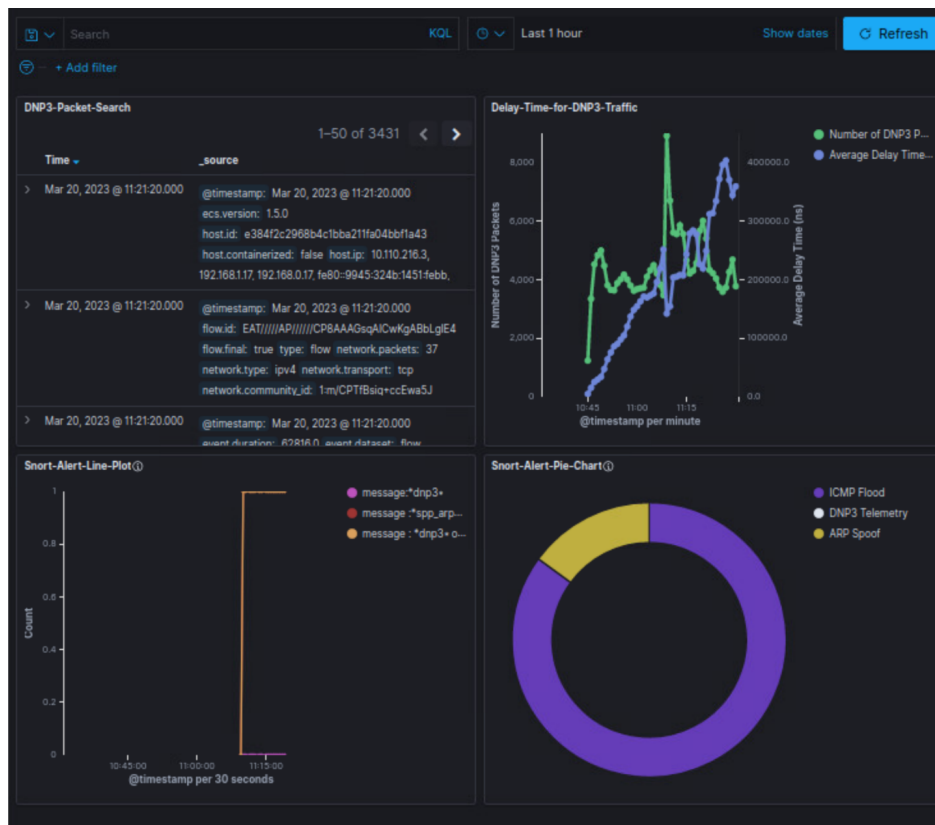 Search KQL Last 1 hour Show dates Refresh
+ Add filter
DNP3-Packet-Search
1–50 of 3431
Time _source
Mar 20, 2023 @ 11:21:20.000
@timestamp: Mar 20, 2023 @ 11:21:20.000
ecs.version: 1.5.0
host.id: e384f2c2968b4c1bba211fa04bbf1a43
host.containerized: false host.ip: 10.110.216.3,
192.168.1.17, 192.168.0.17, fe80::9945:324b:1451:febb,
Mar 20, 2023 @ 11:21:20.000
@timestamp: Mar 20, 2023 @ 11:21:20.000
flow.id: EAT/////AP//////CP8AAAGsqAlCwKgABbLgIE4
flow.final: true type: flow network.packets: 37
network.type: ipv4 network.transport: tcp
network.community_id: 1:m/CPTfBsiq+ccEwa5J
Mar 20, 2023 @ 11:21:20.000
@timestamp: Mar 20, 2023 @ 11:21:20.000
event.duration: 62816.0 event.dataset: flow
Delay-Time-for-DNP3-Traffic
Number of DNP3 P...
Average Delay Time...
Number of DNP3 Packets
8,000
6,000
4,000
2,000
0
400000.0
300000.0
200000.0
100000.0
0.0
Average Delay Time (ns)
10:45 11:00 11:15
@timestamp per minute
Snort-Alert-Line-Plot
message:*dnp3*
message :*spp_arp...
message : *dnp3* o...
Count
1
0.8
0.6
0.4
0.2
0
10:45:00 11:00:00 11:15:00
@timestamp per 30 seconds
Snort-Alert-Pie-Chart
ICMP Flood
DNP3 Telemetry
ARP Spoof